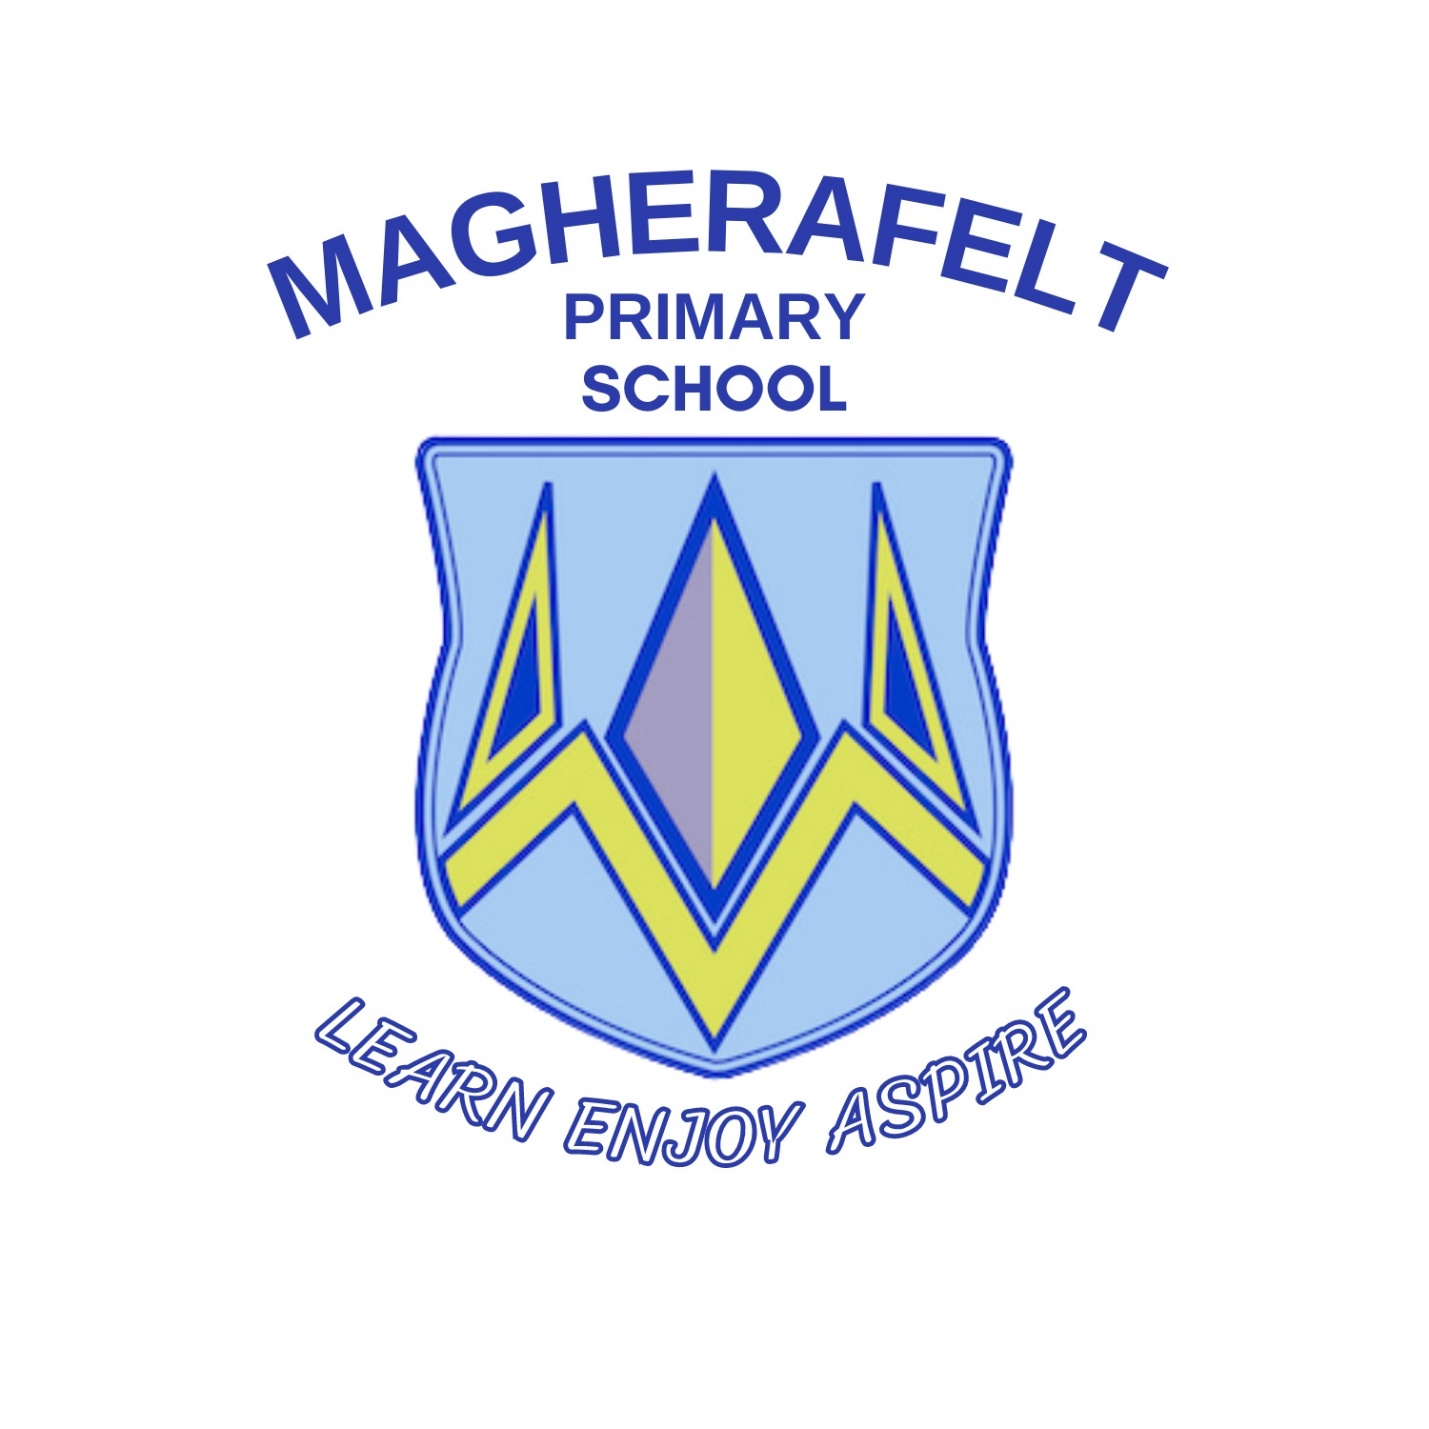 MAGHERAFELT
PRIMARY
SCHOOL
LEARN ENJOY ASPIRE